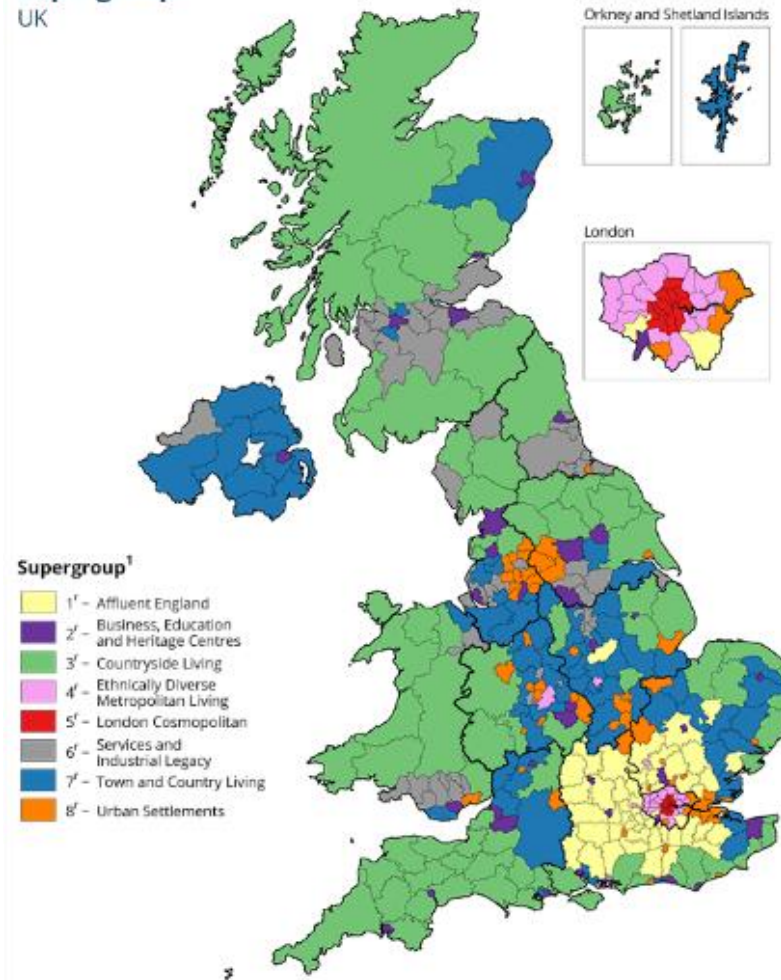 UK
Orkney and Shetland Islands
London
Supergroup¹
1ʳ – Affluent England
2ʳ – Business, Education
and Heritage Centres
3ʳ – Countryside Living
4ʳ – Ethnically Diverse
Metropolitan Living
5ʳ – London Cosmopolitan
6ʳ – Services and
Industrial Legacy
7ʳ – Town and Country Living
8ʳ – Urban Settlements